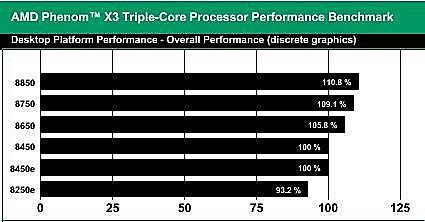 AMD Phenom™ X3 Triple-Core Processor Performance Benchmark
Desktop Platform Performance - Overall Performance (discrete graphics)
8850 110.8 %
8750 109.1 %
8650 105.8 %
8450 100 %
8450e 100 %
8250e 93.2 %
0 25 50 75 100 125